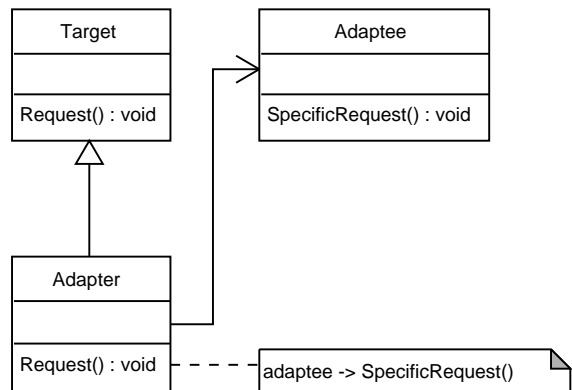 Target
Request() : void
Adaptee
SpecificRequest() : void
Adapter
Request() : void
adaptee -> SpecificRequest()